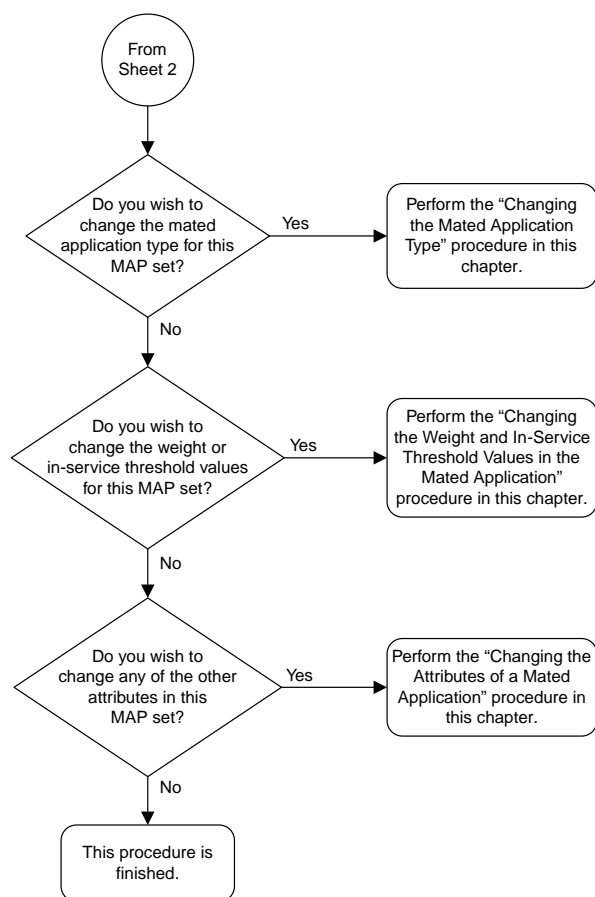 From
Sheet 2
Do you wish to
change the mated
application type for this
MAP set?
Yes
Perform the “Changing
the Mated Application
Type” procedure in this
chapter.
No
Do you wish to
change the weight or
in-service threshold values
for this MAP set?
Yes
Perform the “Changing
the Weight and In-Service
Threshold Values in the
Mated Application”
procedure in this chapter.
No
Do you wish to
change any of the other
attributes in this
MAP set?
Yes
Perform the “Changing the
Attributes of a Mated
Application” procedure in
this chapter.
No
This procedure is
finished.